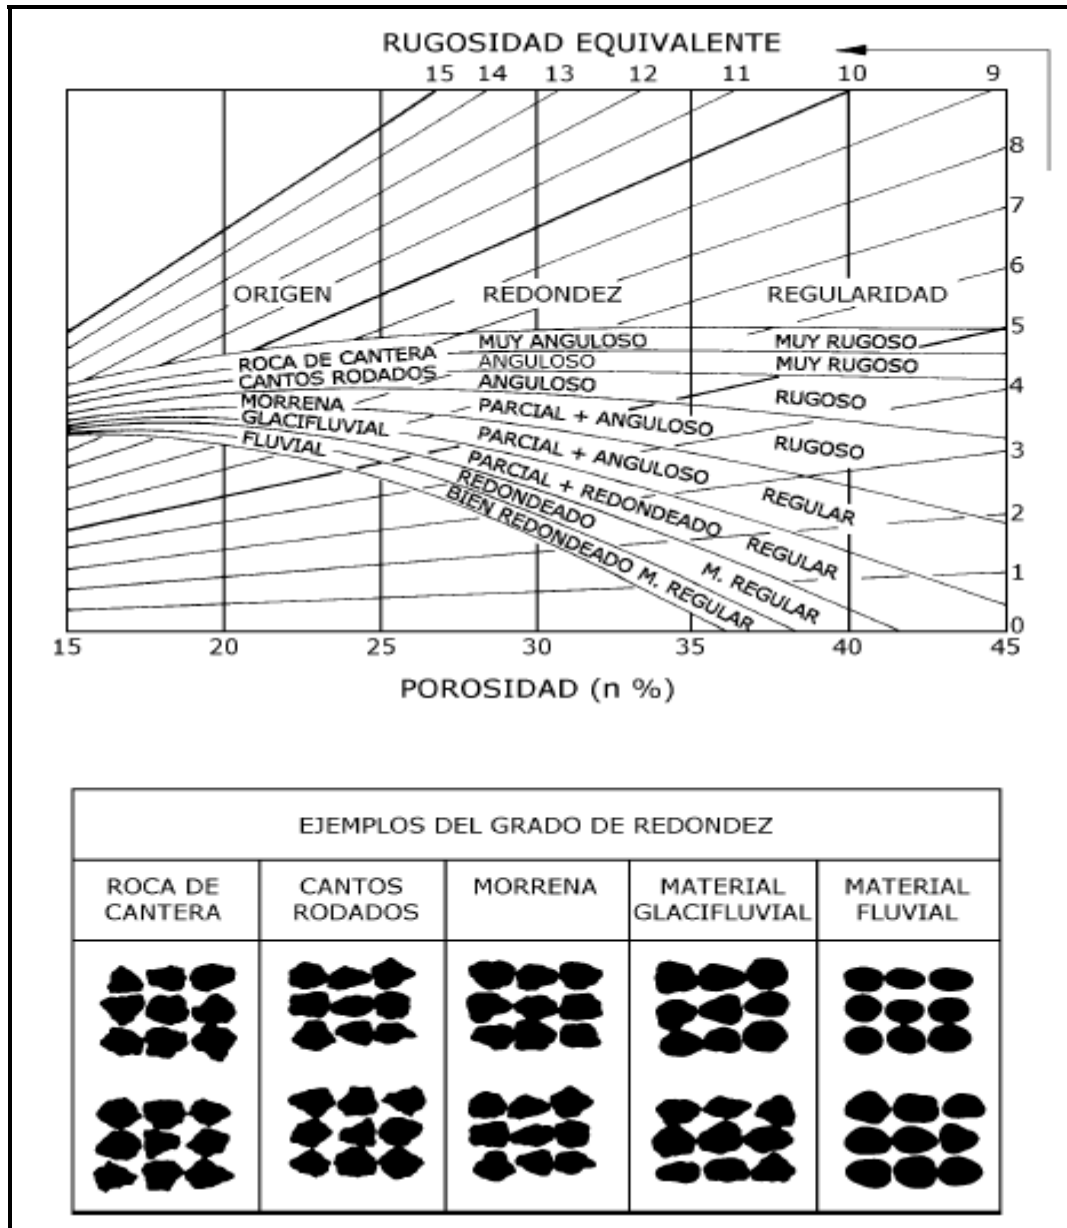 RUGOSIDAD EQUIVALENTE
15 14 13 12 11 10 9
8
7
6
5
4
3
2
1
0
ORIGEN REDONDEZ REGULARIDAD
ROCA DE CANTERA MUY ANGULOSO MUY RUGOSO
CANTOS RODADOS ANGULOSO MUY RUGOSO
MORRENA ANGULOSO RUGOSO
GLACIFLUVIAL PARCIAL + ANGULOSO RUGOSO
FLUVIAL PARCIAL + ANGULOSO REGULAR
PARCIAL + REDONDEADO REGULAR
REDONDEADO M. REGULAR
BIEN REDONDEADO M. REGULAR
15 20 25 30 35 40 45
POROSIDAD (n %)
EJEMPLOS DEL GRADO DE REDONDEZ
ROCA DE CANTERA
CANTOS RODADOS
MORRENA
MATERIAL GLACIFLUVIAL
MATERIAL FLUVIAL